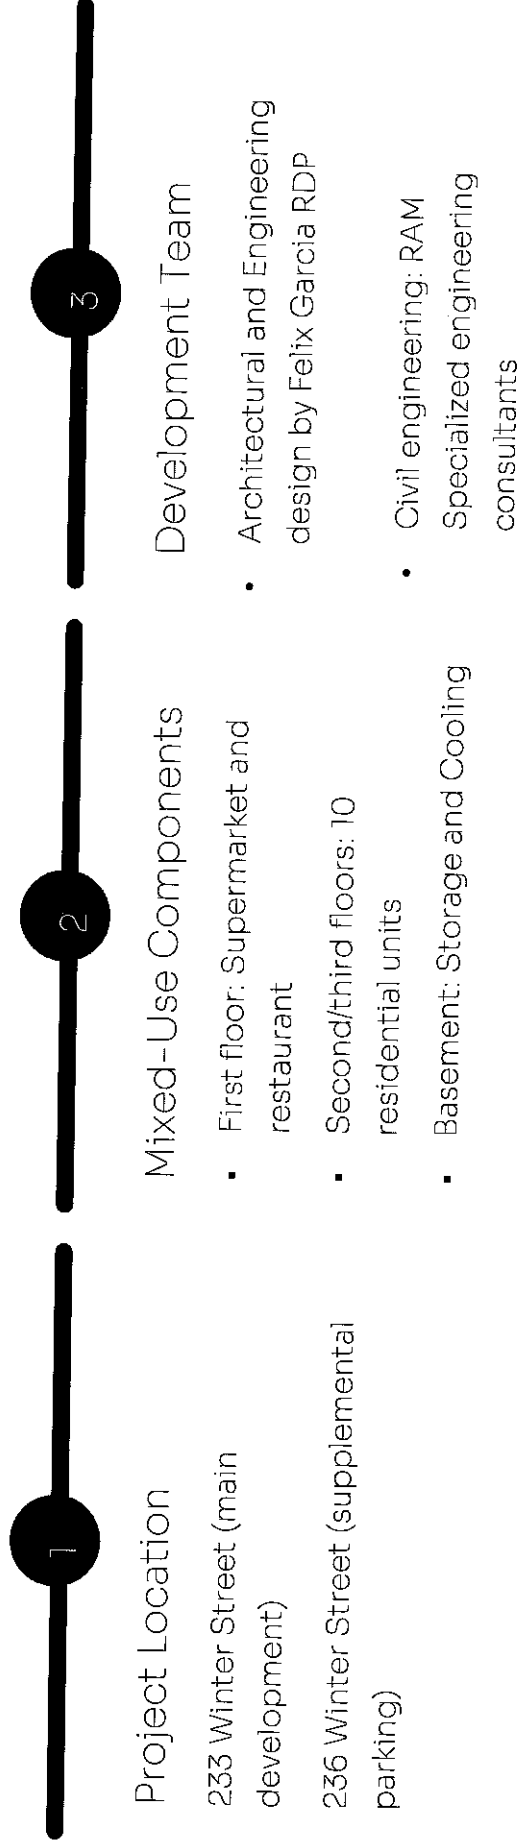 1
Project Location
233 Winter Street (main
development)
236 Winter Street (supplemental
parking)
2
Mixed-Use Components
▪ First floor: Supermarket and
restaurant
▪ Second/third floors: 10
residential units
▪ Basement: Storage and Cooling
3
Development Team
• Architectural and Engineering
design by Felix Garcia RDP
• Civil engineering: RAM
Specialized engineering
consultants